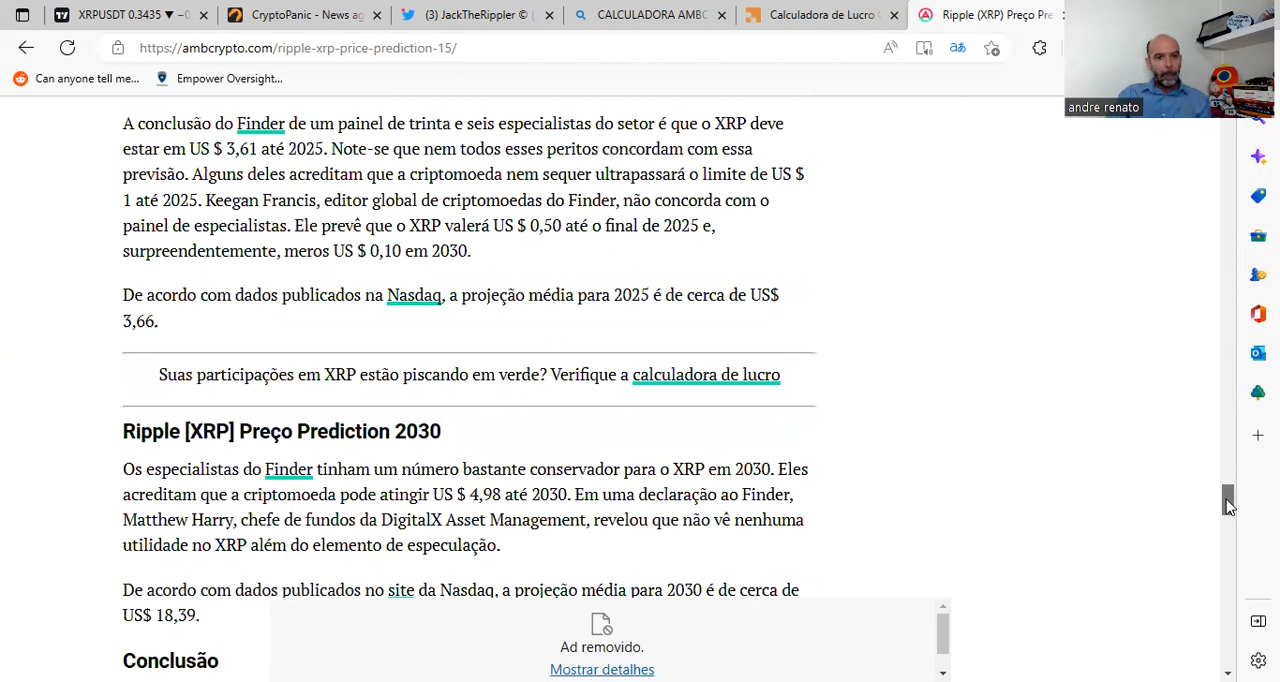 XRPUSDT 0.3435 ▼ −0
CryptoPanic - News ag
(3) JackTheRippler © (
CALCULADORA AMBC
Calculadora de Lucro C
Ripple (XRP) Preço Pre
https://ambcrypto.com/ripple-xrp-price-prediction-15/
Can anyone tell me...
Empower Oversight...
andre renato
A conclusão do Finder de um painel de trinta e seis especialistas do setor é que o XRP deve
estar em US $ 3,61 até 2025. Note-se que nem todos esses peritos concordam com essa
previsão. Alguns deles acreditam que a criptomoeda nem sequer ultrapassará o limite de US $
1 até 2025. Keegan Francis, editor global de criptomoedas do Finder, não concorda com o
painel de especialistas. Ele prevê que o XRP valerá US $ 0,50 até o final de 2025 e,
surpreendentemente, meros US $ 0,10 em 2030.
De acordo com dados publicados na Nasdaq, a projeção média para 2025 é de cerca de US$
3,66.
Suas participações em XRP estão piscando em verde? Verifique a calculadora de lucro
Ripple [XRP] Preço Prediction 2030
Os especialistas do Finder tinham um número bastante conservador para o XRP em 2030. Eles
acreditam que a criptomoeda pode atingir US $ 4,98 até 2030. Em uma declaração ao Finder,
Matthew Harry, chefe de fundos da DigitalX Asset Management, revelou que não vê nenhuma
utilidade no XRP além do elemento de especulação.
De acordo com dados publicados no site da Nasdaq, a projeção média para 2030 é de cerca de
US$ 18,39.
Ad removido.
Mostrar detalhes
Conclusão